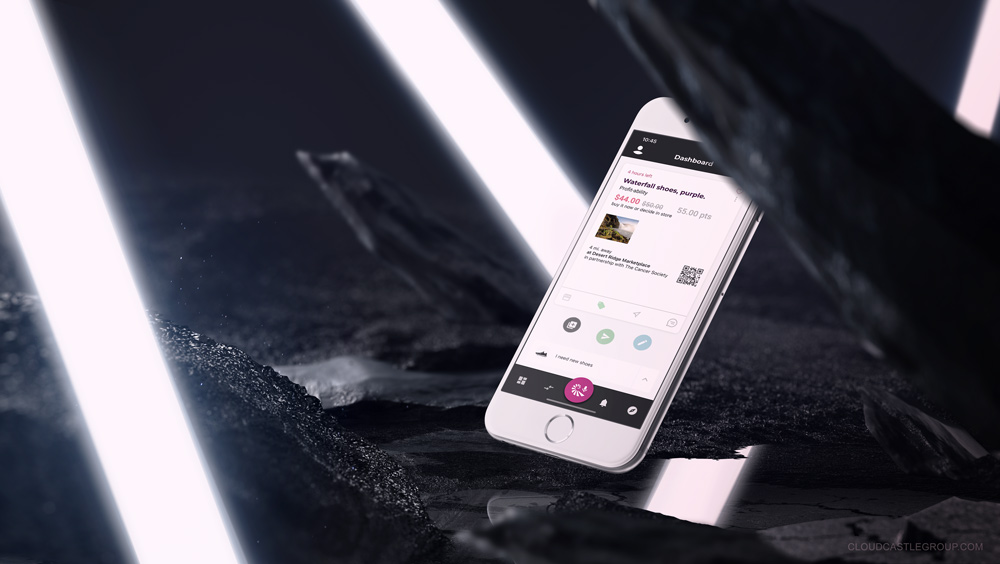 10:45
Dashboard
4 hours left
Waterfall shoes, purple.
Profit-ability
$44.00 $50.00 55.00 pts
buy it now or decide in store
4 mi. away
at Desert Ridge Marketplace
in partnership with The Cancer Society
I need new shoes
CLOUDCASTLEGROUP.COM